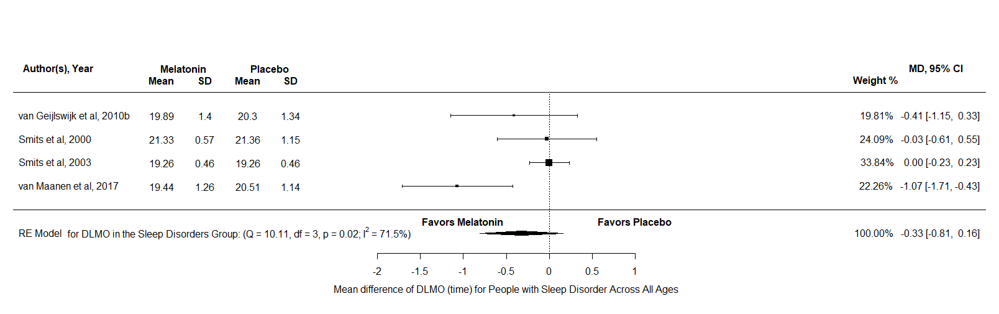 Author(s), Year Melatonin Placebo MD, 95% CI
Mean SD Mean SD Weight %
van Geijlswijk et al, 2010b 19.89 1.4 20.3 1.34 19.81% -0.41 [-1.15, 0.33]
Smits et al, 2000 21.33 0.57 21.36 1.15 24.09% -0.03 [-0.61, 0.55]
Smits et al, 2003 19.26 0.46 19.26 0.46 33.84% 0.00 [-0.23, 0.23]
van Maanen et al, 2017 19.44 1.26 20.51 1.14 22.26% -1.07 [-1.71, -0.43]
Favors Melatonin Favors Placebo
RE Model for DLMO in the Sleep Disorders Group: (Q = 10.11, df = 3, p = 0.02; I² = 71.5%) 100.00% -0.33 [-0.81, 0.16]
-2 -1.5 -1 -0.5 0 0.5 1
Mean difference of DLMO (time) for People with Sleep Disorder Across All Ages